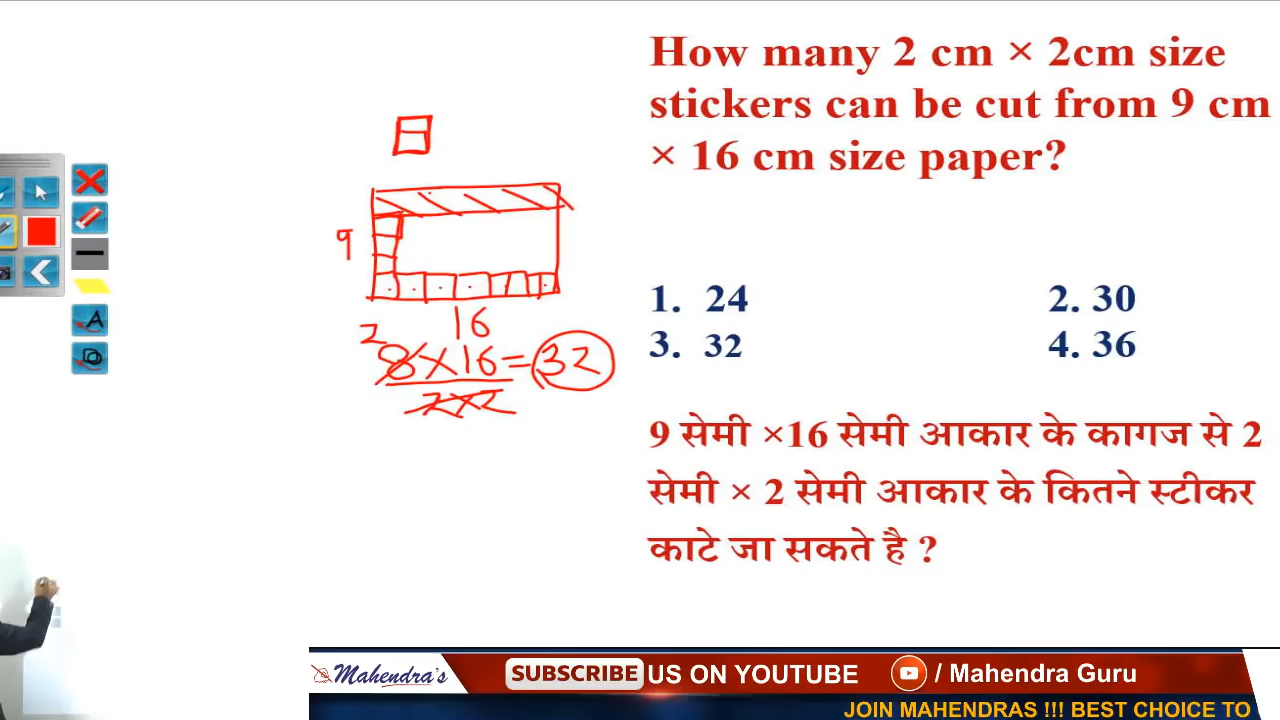 How many 2 cm × 2cm size
stickers can be cut from 9 cm
× 16 cm size paper?
9
16
2
8×16=32
2×2
1. 24
2. 30
3. 32
4. 36
9 सेमी ×16 सेमी आकार के कागज से 2
सेमी × 2 सेमी आकार के कितने स्टीकर
काटे जा सकते है ?
Mahendra's
SUBSCRIBE US ON YOUTUBE / Mahendra Guru
JOIN MAHENDRAS !!! BEST CHOICE TO